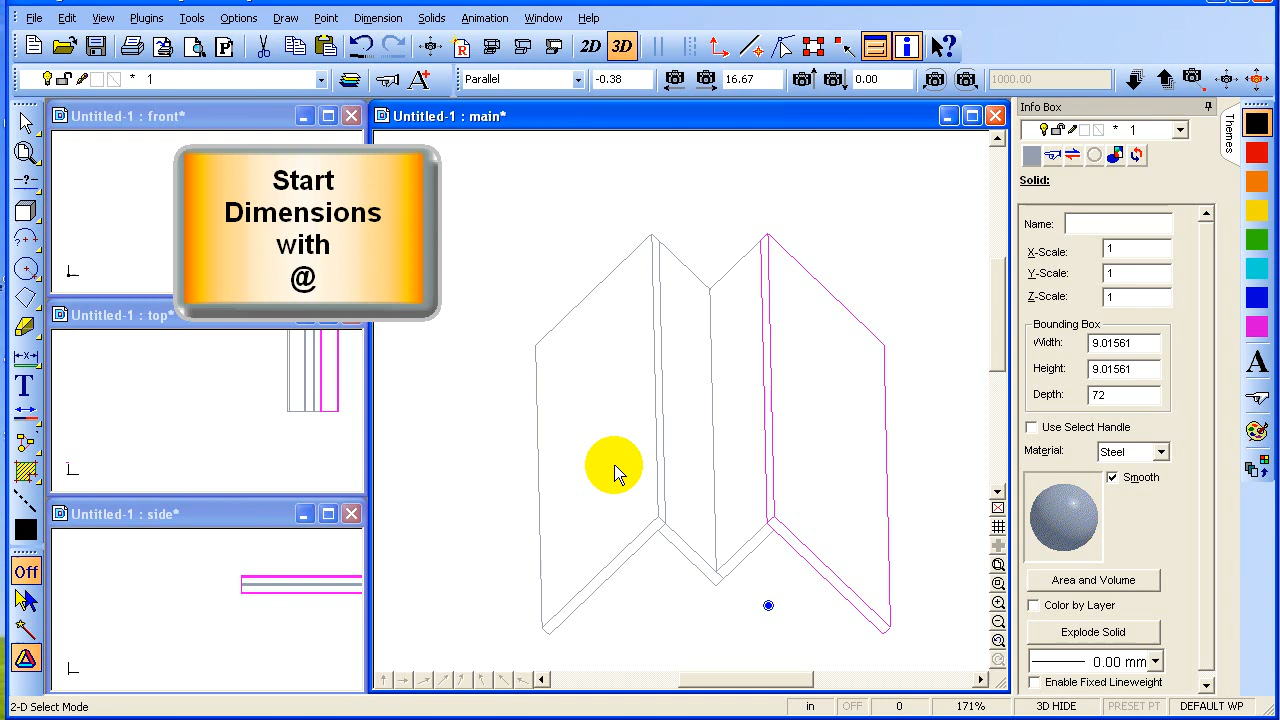 File Edit View Plugins Tools Options Draw Point Dimension Solids Animation Window Help
P R 2D 3D
* 1 Parallel -0.38 16.67 0.00 1000.00
Untitled-1 : front*
Start
Dimensions
with
@
Untitled-1 : top*
Untitled-1 : side*
Untitled-1 : main*
Info Box
* 1
Themes
Solid:
Name:
X-Scale: 1
Y-Scale: 1
Z-Scale: 1
Bounding Box
Width: 9.01561
Height: 9.01561
Depth: 72
Use Select Handle
Material: Steel
Smooth
Area and Volume
Color by Layer
Explode Solid
0.00 mm
Enable Fixed Lineweight
T
Off
A
2-D Select Mode in OFF 0 171% 3D HIDE PRESET PT DEFAULT WP